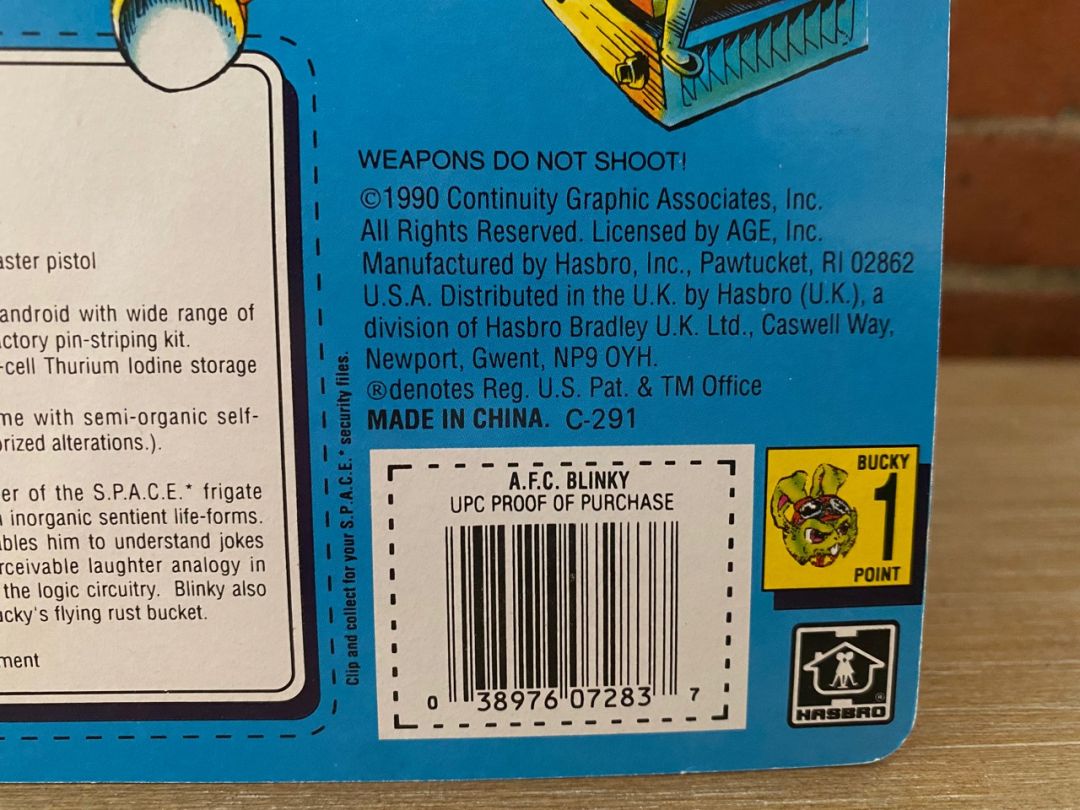 aster pistol
android with wide range of
ctory pin-striping kit.
-cell Thurium Iodine storage
me with semi-organic self-
orized alterations.).
er of the S.P.A.C.E.* frigate
inorganic sentient life-forms.
bles him to understand jokes
rceivable laughter analogy in
the logic circuitry. Blinky also
acky's flying rust bucket.
ment
Clip and collect for your S.P.A.C.E.* security files.
WEAPONS DO NOT SHOOT!
©1990 Continuity Graphic Associates, Inc.
All Rights Reserved. Licensed by AGE, Inc.
Manufactured by Hasbro, Inc., Pawtucket, RI 02862
U.S.A. Distributed in the U.K. by Hasbro (U.K.), a
division of Hasbro Bradley U.K. Ltd., Caswell Way,
Newport, Gwent, NP9 OYH.
®denotes Reg. U.S. Pat. & TM Office
MADE IN CHINA. C-291
A.F.C. BLINKY
UPC PROOF OF PURCHASE
0 38976 07283 7
BUCKY
1
POINT
HASBRO®